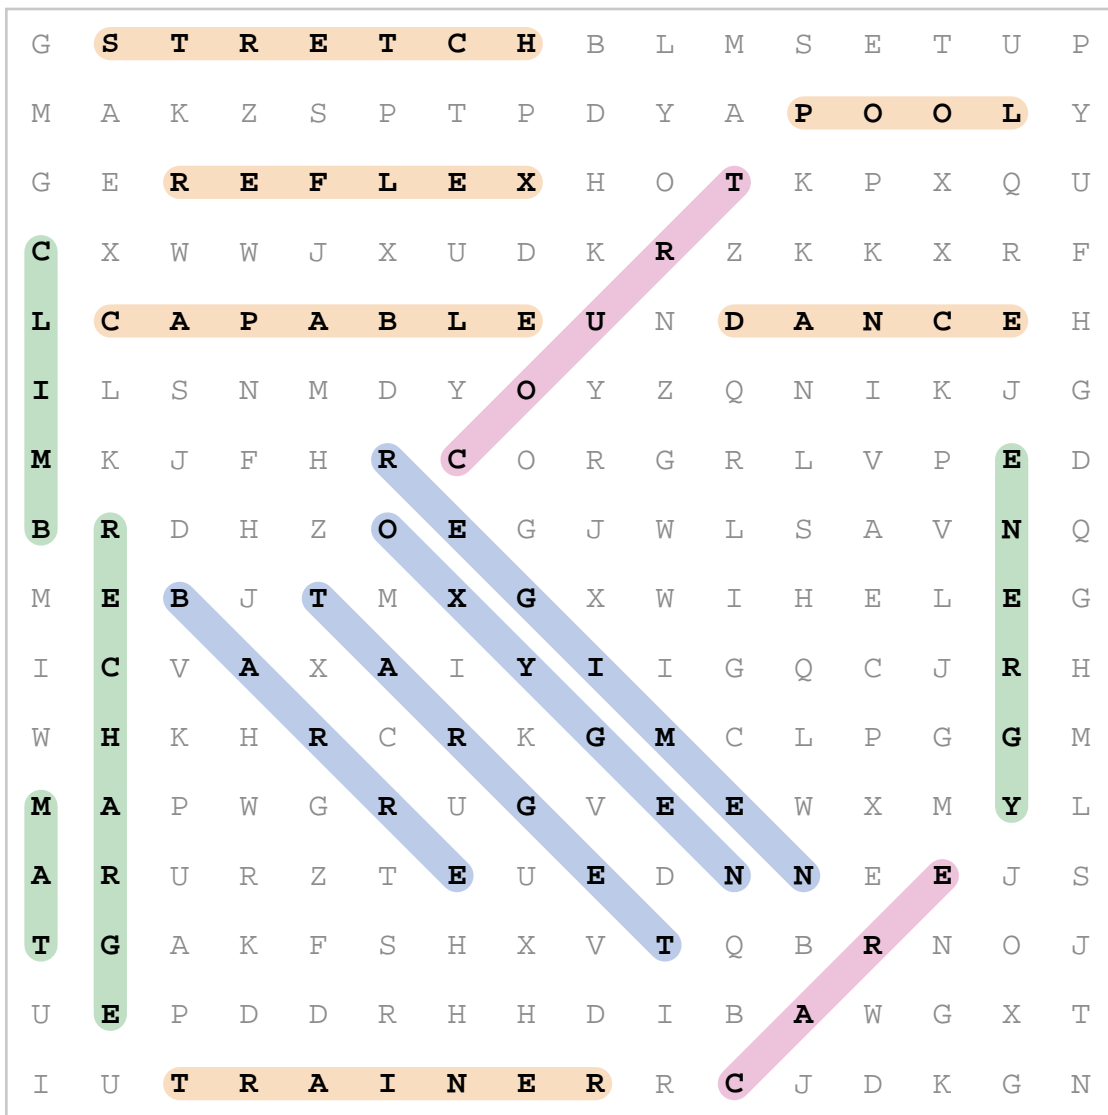 G S T R E T C H B L M S E T U P
M A K Z S P T P D Y A P O O L Y
G E R E F L E X H O T K P X Q U
C X W W J X U D K R Z K K X R F
L C A P A B L E U N D A N C E H
I L S N M D Y O Y Z Q N I K J G
M K J F H R C O R G R L V P E D
B R D H Z O E G J W L S A V N Q
M E B J T M X G X W I H E L E G
I C V A X A I Y I I G Q C J R H
W H K H R C R K G M C L P G G M
M A P W G R U G V E E W X M Y L
A R U R Z T E U E D N N E E J S
T G A K F S H X V T Q B R N O J
U E P D D R H H D I B A W G X T
I U T R A I N E R R C J D K G N